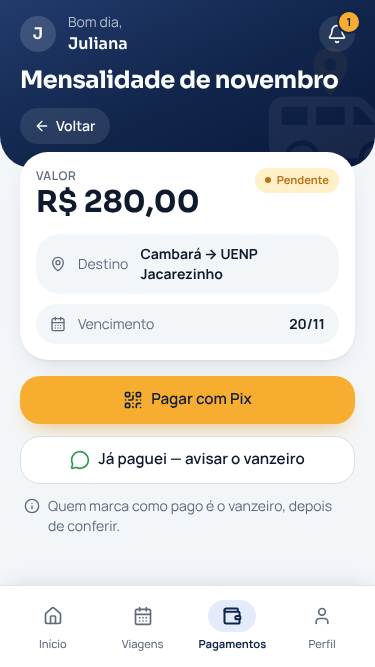 J
Bom dia,
Juliana
1
Mensalidade de novembro
← Voltar
VALOR
Pendente
R$ 280,00
Destino
Cambará → UENP
Jacarezinho
Vencimento
20/11
Pagar com Pix
Já paguei — avisar o vanzeiro
Quem marca como pago é o vanzeiro, depois
de conferir.
Início
Viagens
Pagamentos
Perfil